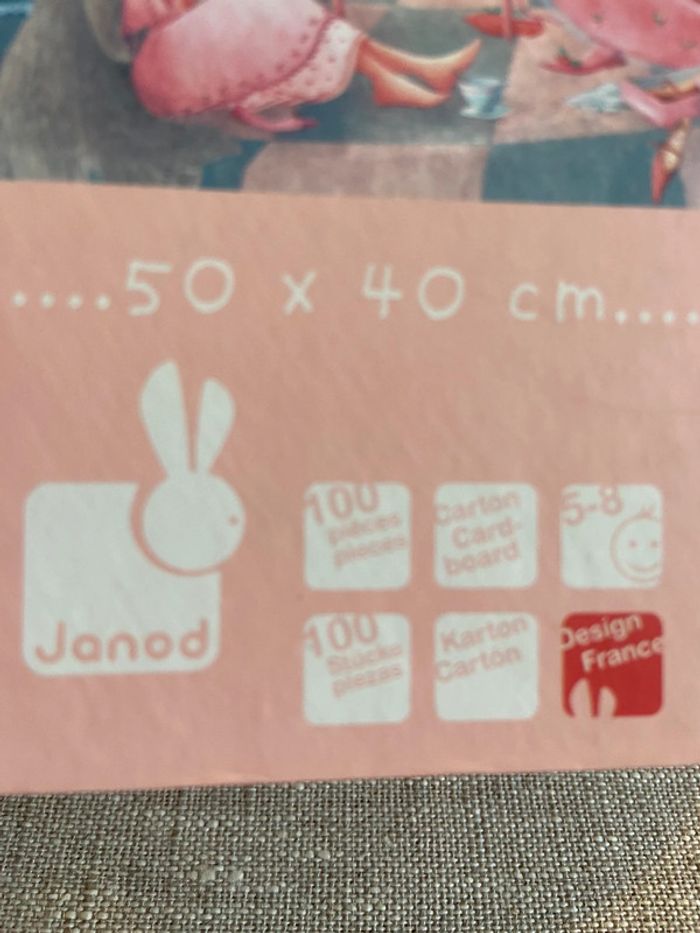 ....50 x 40 cm....
Janod
100
pièces
pieces
Carton
Card-
board
5-8
100
Stücke
piezas
Karton
Cartón
Design
France